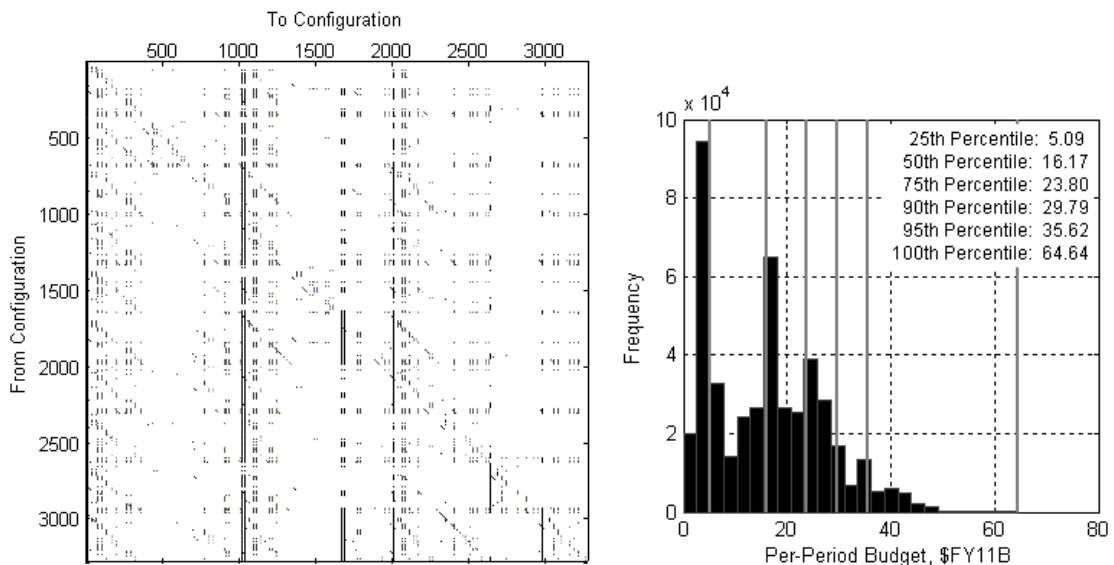 To Configuration
500 1000 1500 2000 2500 3000
From Configuration
500
1000
1500
2000
2500
3000
x 10^4
10
8
6
4
2
0
Frequency
25th Percentile: 5.09
50th Percentile: 16.17
75th Percentile: 23.80
90th Percentile: 29.79
95th Percentile: 35.62
100th Percentile: 64.64
0 20 40 60 80
Per-Period Budget, $FY11B